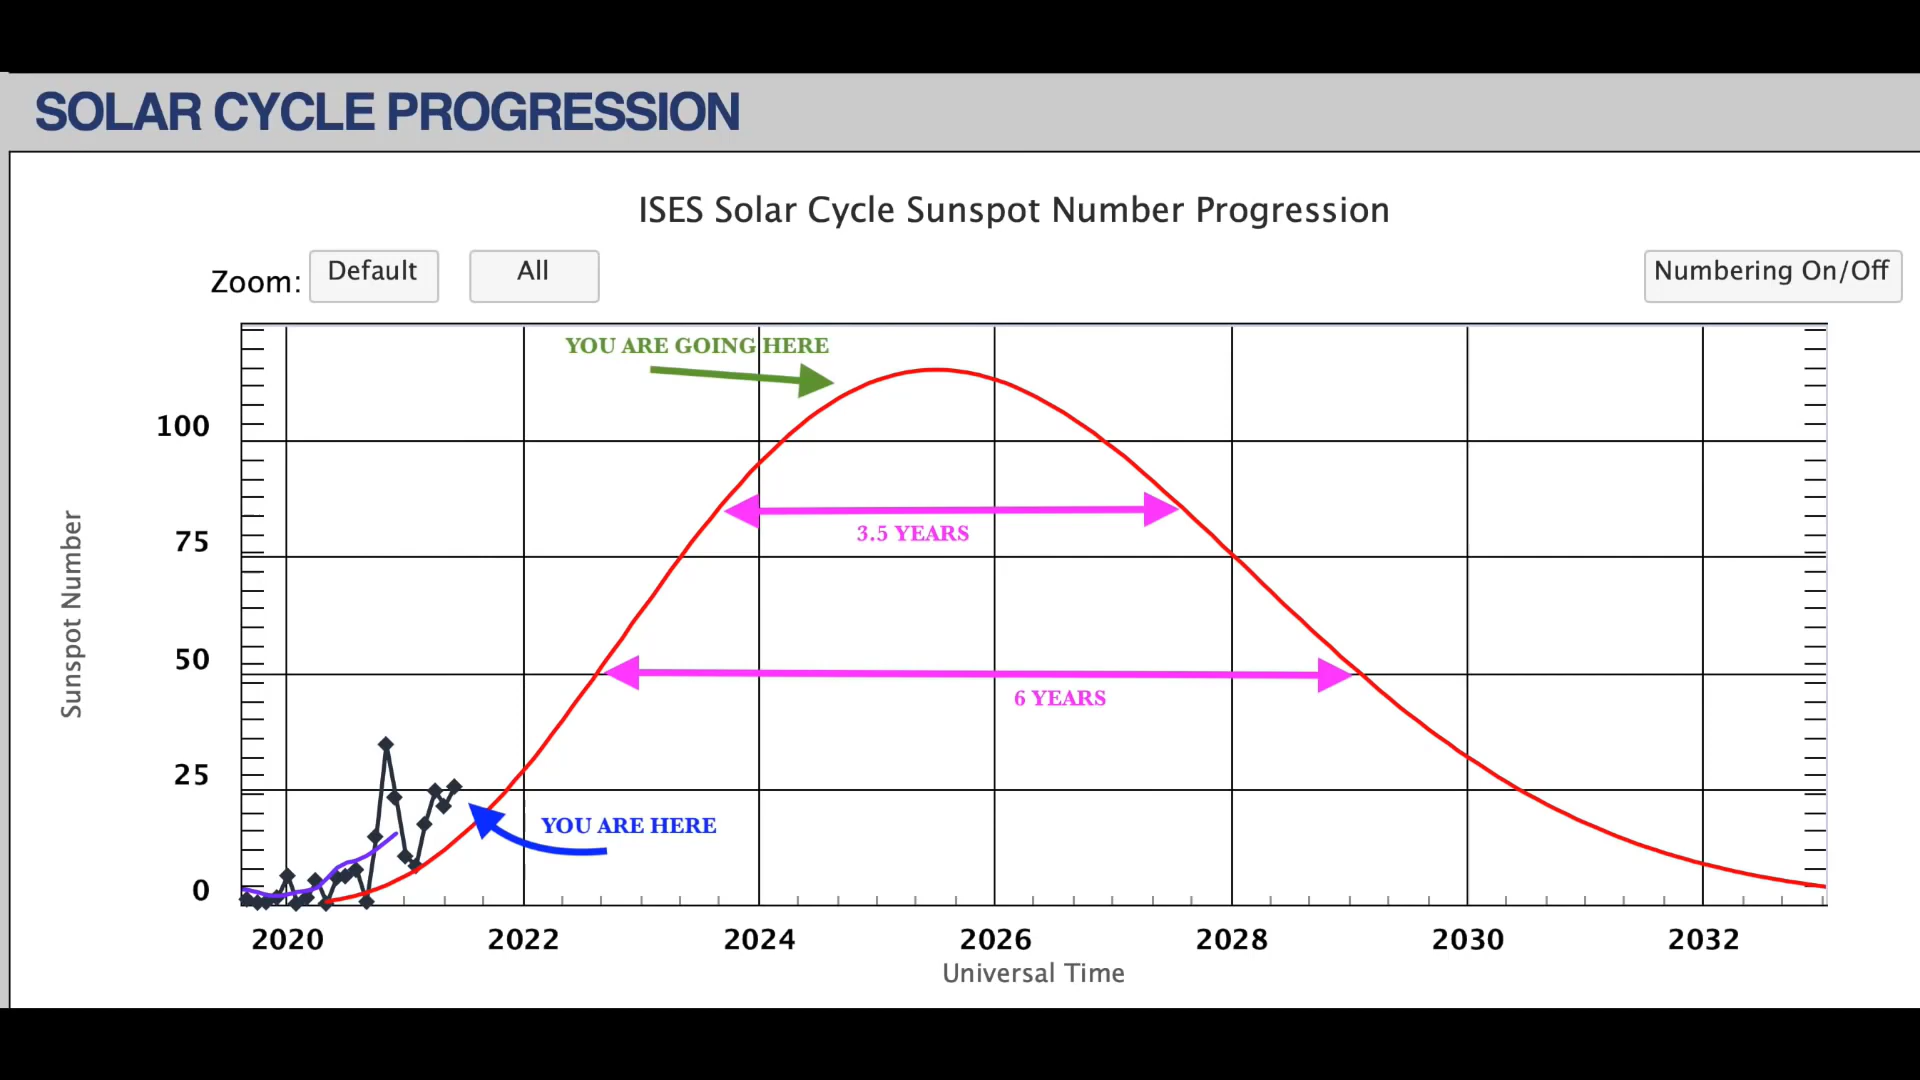 SOLAR CYCLE PROGRESSION
ISES Solar Cycle Sunspot Number Progression
Zoom: Default All Numbering On/Off
YOU ARE GOING HERE
100
3.5 YEARS
75
Sunspot Number
50
6 YEARS
25
YOU ARE HERE
0
2020 2022 2024 2026 2028 2030 2032
Universal Time